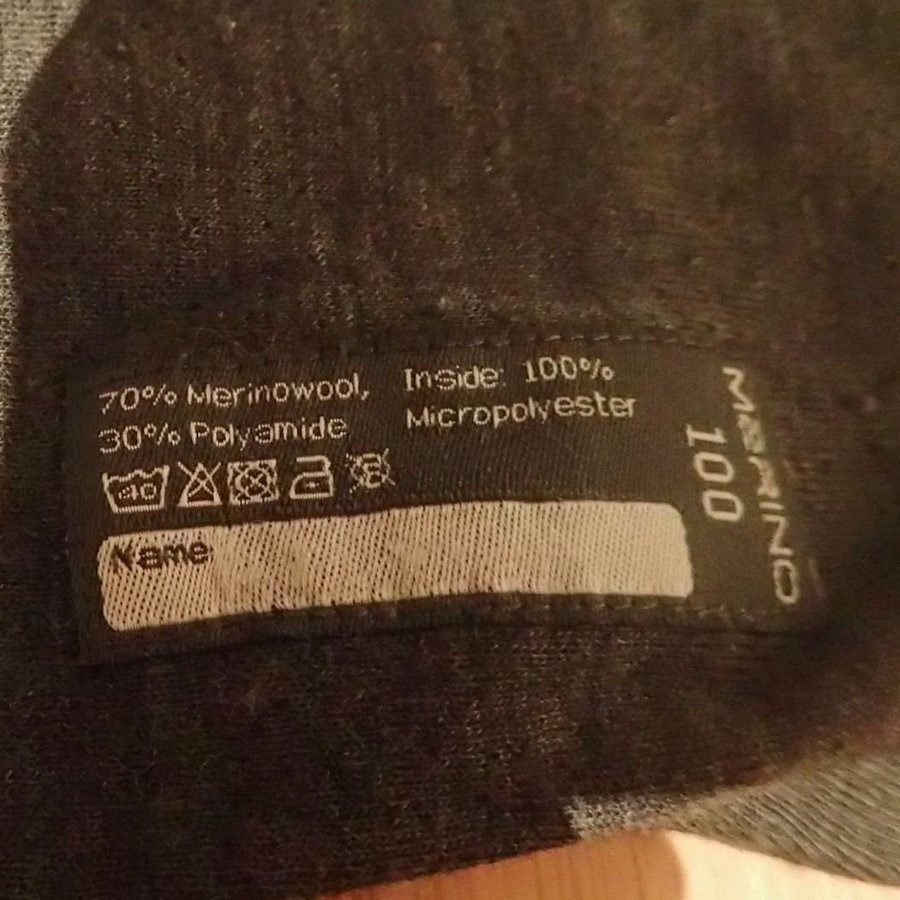 70% Merinowool,
30% Polyamide
Inside: 100%
Micropolyester
40
Name
MERINO
100